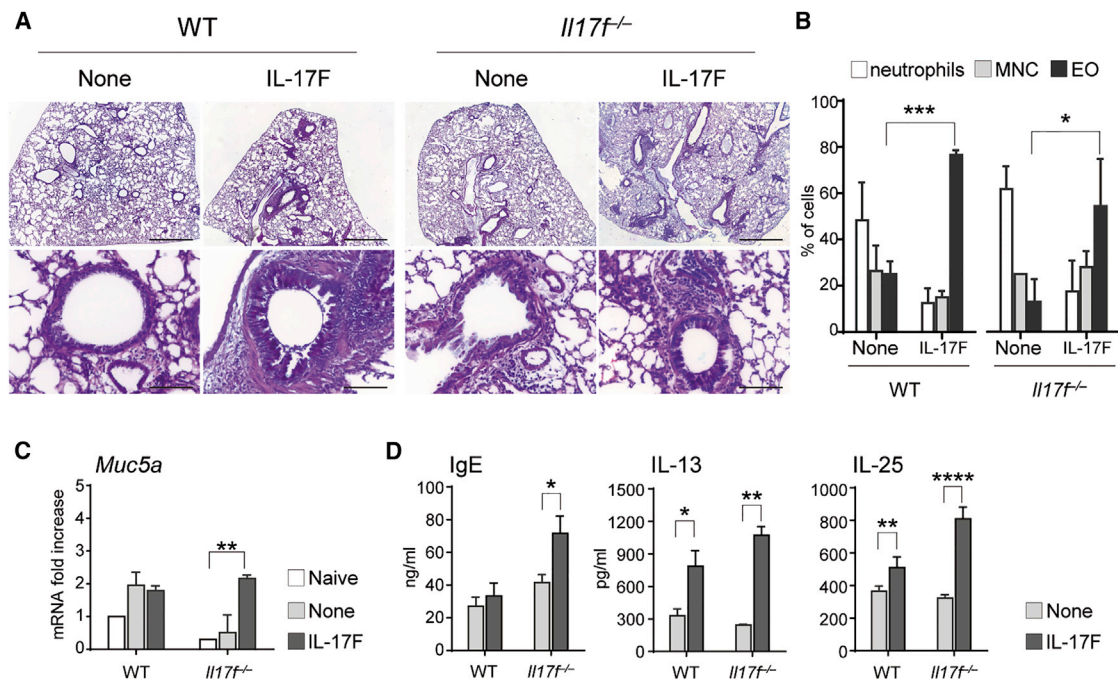 A
WT
Il17f–/–
None
IL-17F
None
IL-17F
B
neutrophils
MNC
EO
% of cells
100
80
60
40
20
0
***
*
None
IL-17F
None
IL-17F
WT
Il17f–/–
C
Muc5a
mRNA fold increase
5
4
3
2
1
0
**
WT
Il17f–/–
Naive
None
IL-17F
D
IgE
ng/ml
100
80
60
40
20
0
*
WT
Il17f–/–
IL-13
pg/ml
1500
1200
900
600
300
0
*
**
WT
Il17f–/–
IL-25
1000
800
600
400
200
0
**
****
WT
Il17f–/–
None
IL-17F